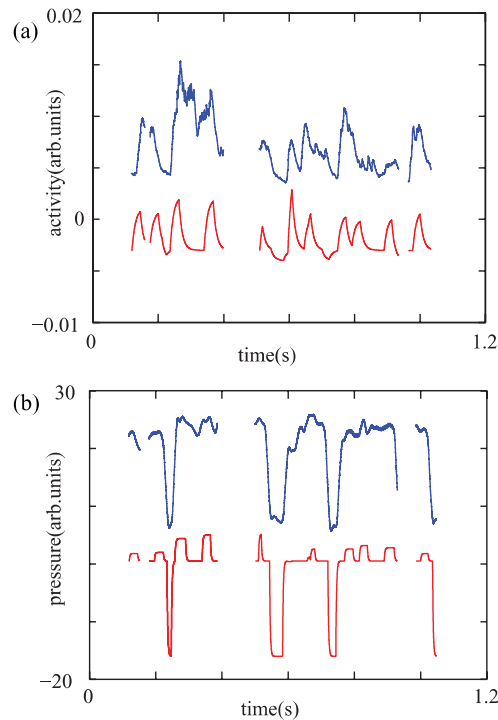 (a)
0.02
activity(arb.units)
0
−0.01
0
1.2
time(s)
(b)
30
pressure(arb.units)
−20
0
1.2
time(s)